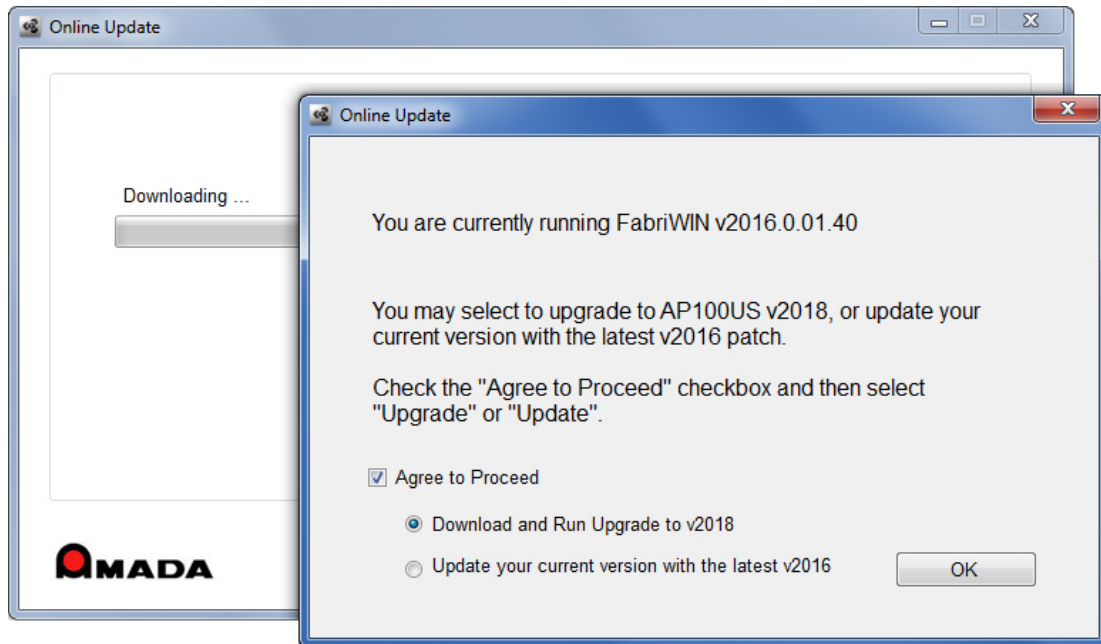 Online Update
Downloading ...
AMADA
Online Update
You are currently running FabriWIN v2016.0.01.40
You may select to upgrade to AP100US v2018, or update your
current version with the latest v2016 patch.
Check the "Agree to Proceed" checkbox and then select
"Upgrade" or "Update".
Agree to Proceed
Download and Run Upgrade to v2018
Update your current version with the latest v2016
OK